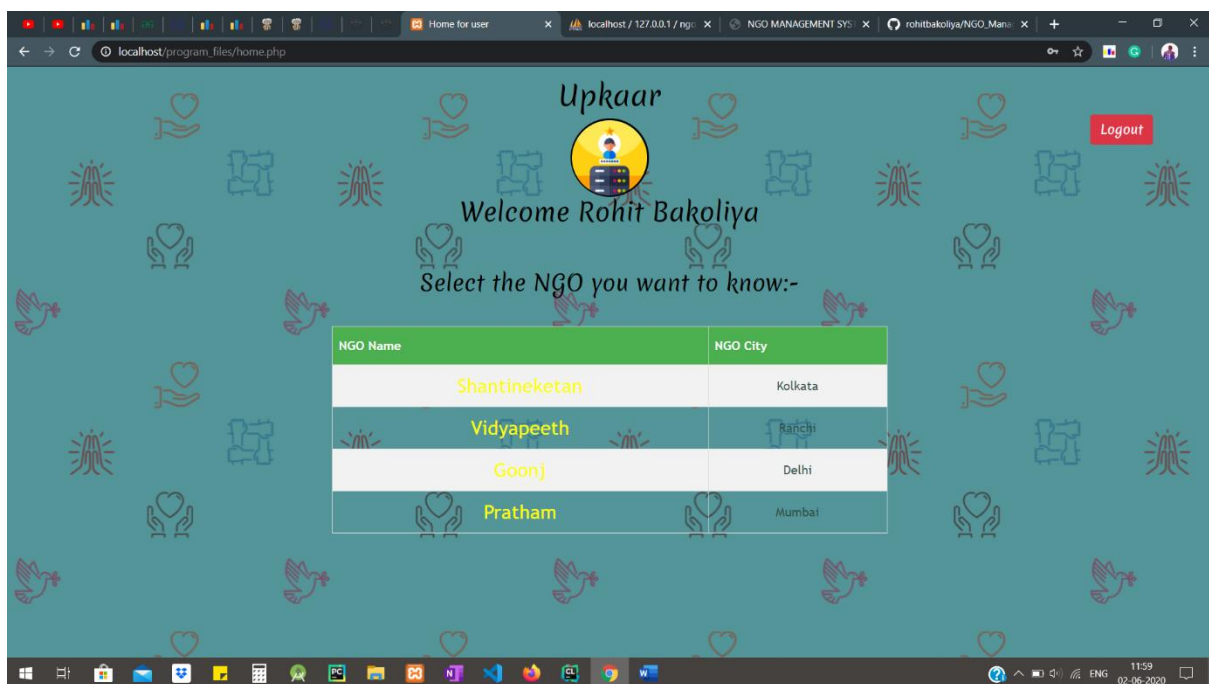 Home for user
localhost / 127.0.0.1 / ngo
NGO MANAGEMENT SYST
rohitbakoliya/NGO_Mana
localhost/program_files/home.php
Upkaar
Logout
Welcome Rohit Bakoliya
Select the NGO you want to know:-
NGO Name NGO City
Shantineketan Kolkata
Vidyapeeth Ranchi
Goonj Delhi
Pratham Mumbai
ENG
11:59
02-06-2020